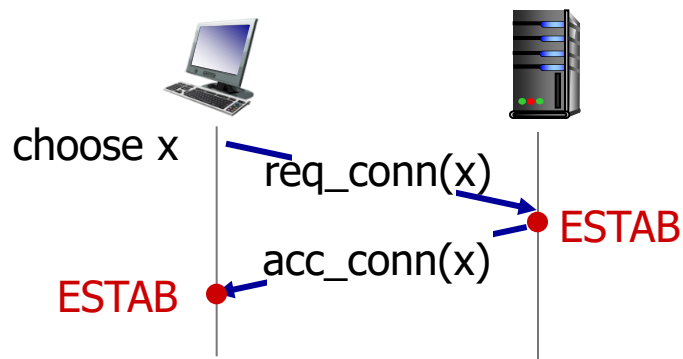 choose x
req_conn(x)
ESTAB
acc_conn(x)
ESTAB